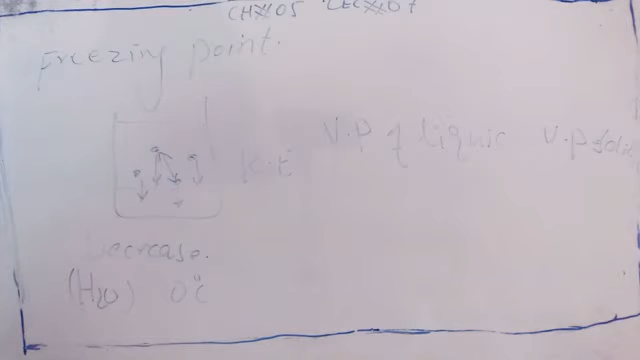 CH#05 LEC#07
Freezing point.
V.P of liquid V.P solid
K.E
Decrease.
(H2O) 0°C